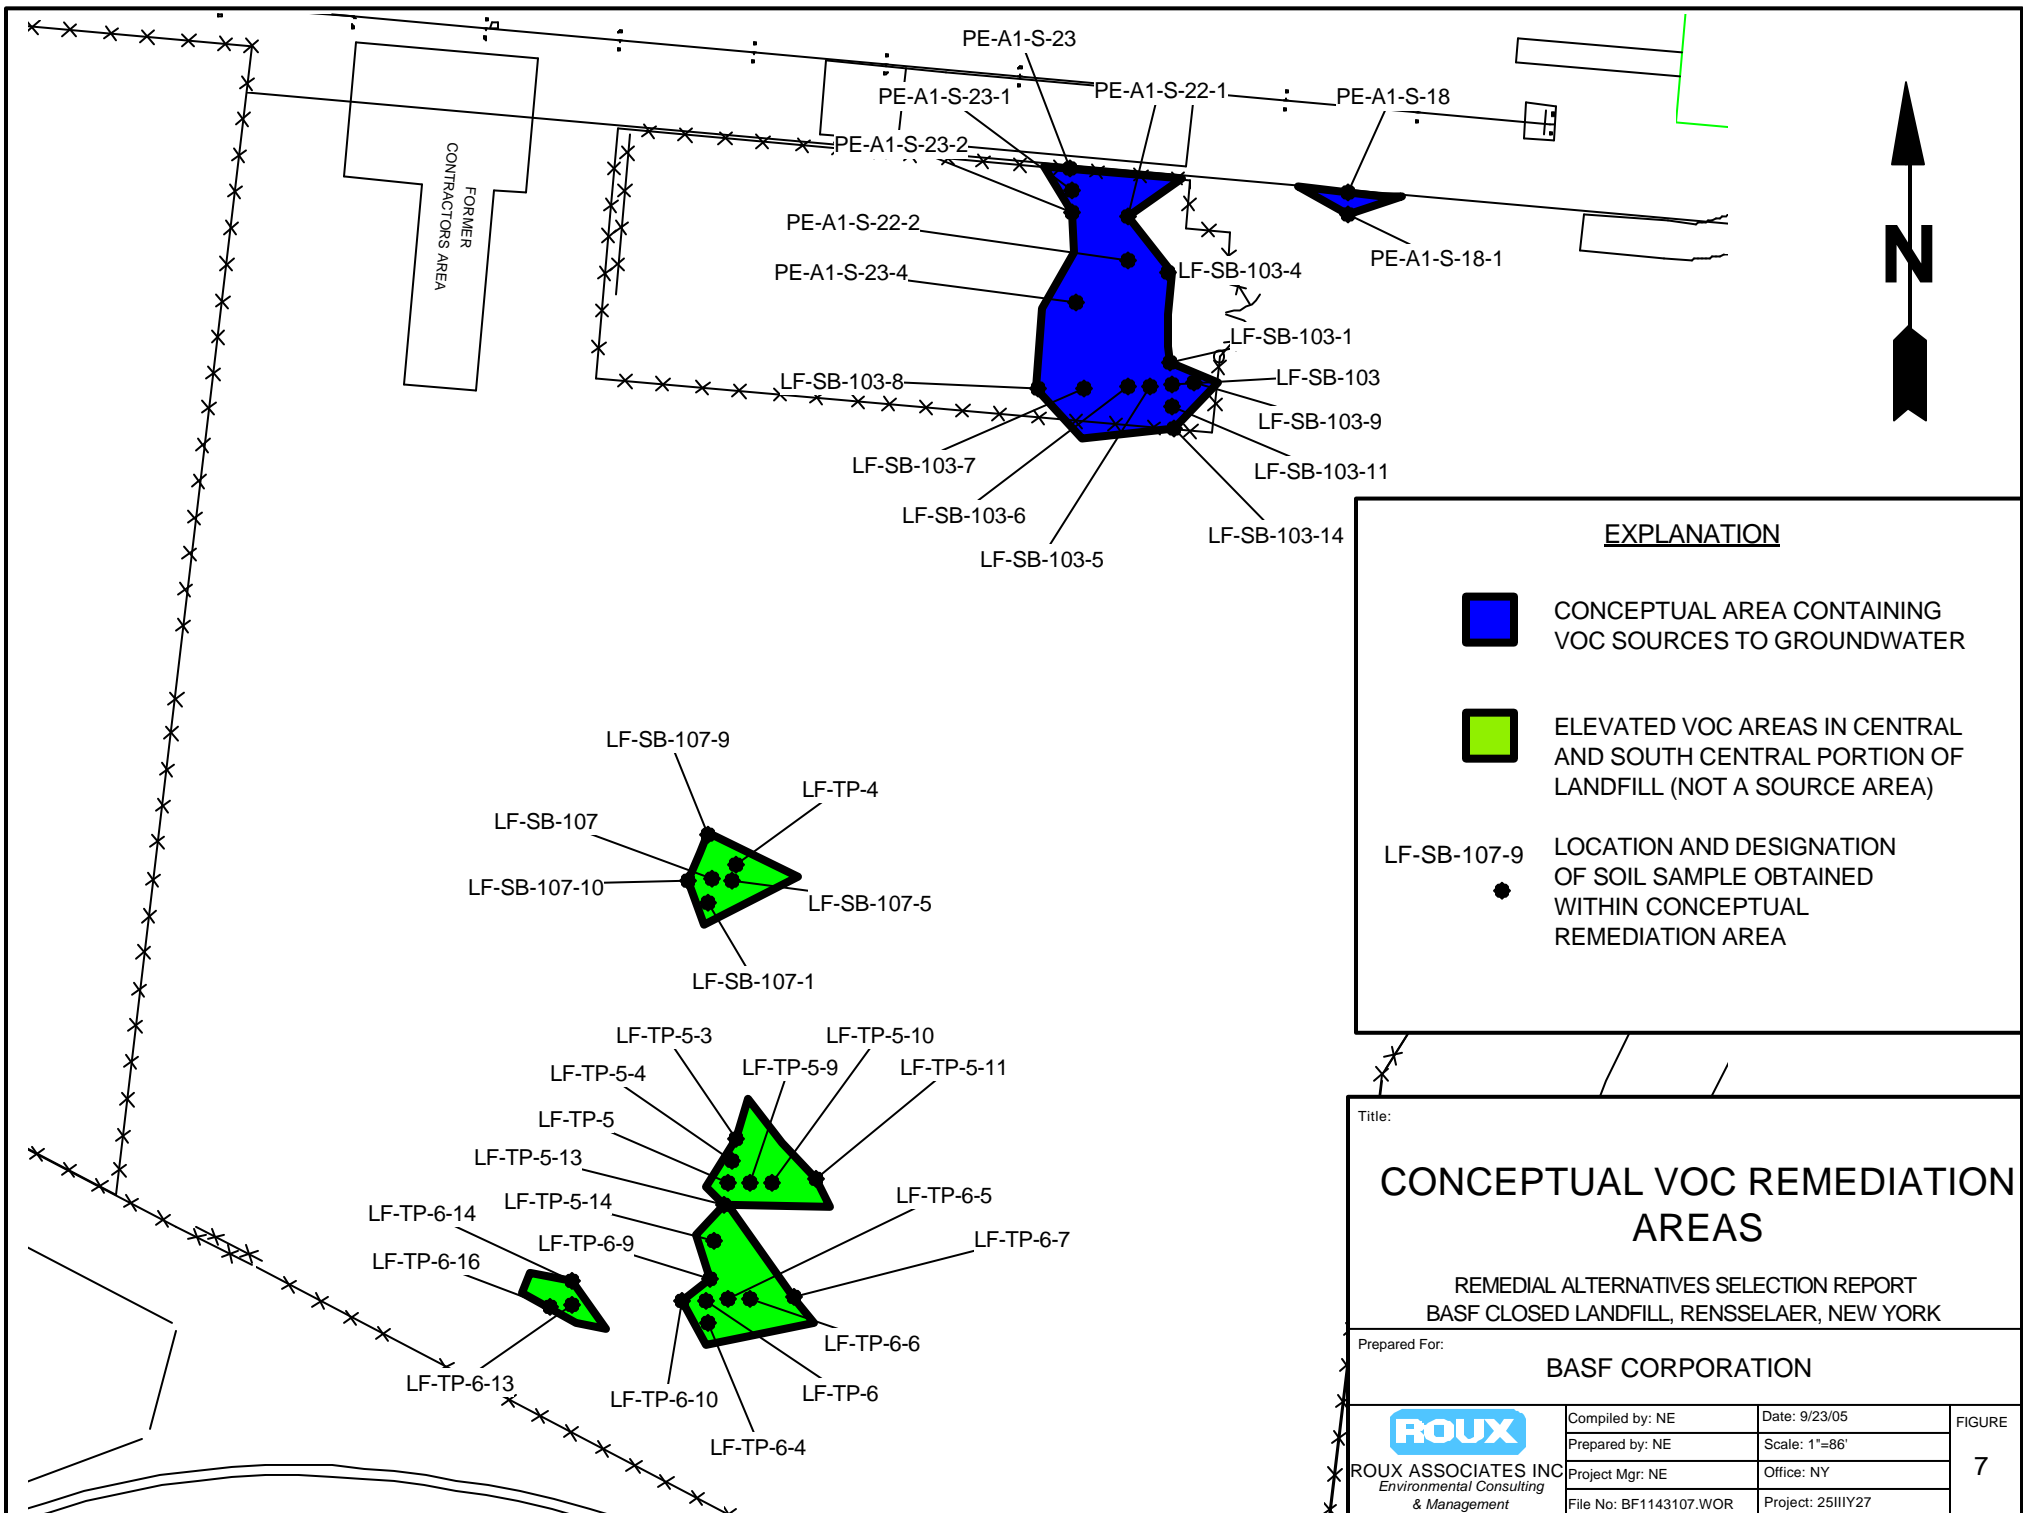 PE-A1-S-23
PE-A1-S-23-1
PE-A1-S-22-1
PE-A1-S-18
PE-A1-S-23-2
FORMER
CONTRACTORS AREA
PE-A1-S-22-2
PE-A1-S-23-4
LF-SB-103-4
PE-A1-S-18-1
N
LF-SB-103-1
LF-SB-103-8
LF-SB-103
LF-SB-103-9
LF-SB-103-7
LF-SB-103-11
LF-SB-103-6
LF-SB-103-14
LF-SB-103-5
EXPLANATION
CONCEPTUAL AREA CONTAINING
VOC SOURCES TO GROUNDWATER
ELEVATED VOC AREAS IN CENTRAL
AND SOUTH CENTRAL PORTION OF
LANDFILL (NOT A SOURCE AREA)
LF-SB-107-9
LOCATION AND DESIGNATION
OF SOIL SAMPLE OBTAINED
WITHIN CONCEPTUAL
REMEDIATION AREA
LF-SB-107-9
LF-TP-4
LF-SB-107
LF-SB-107-10
LF-SB-107-5
LF-SB-107-1
LF-TP-5-3
LF-TP-5-10
LF-TP-5-4
LF-TP-5-9
LF-TP-5-11
LF-TP-5
LF-TP-5-13
LF-TP-5-14
LF-TP-6-5
LF-TP-6-14
LF-TP-6-9
LF-TP-6-7
LF-TP-6-16
LF-TP-6-6
LF-TP-6-13
LF-TP-6-10
LF-TP-6
LF-TP-6-4
Title:
CONCEPTUAL VOC REMEDIATION
AREAS
REMEDIAL ALTERNATIVES SELECTION REPORT
BASF CLOSED LANDFILL, RENSSELAER, NEW YORK
Prepared For:
BASF CORPORATION
ROUX
ROUX ASSOCIATES INC
Environmental Consulting
& Management
Compiled by: NE
Date: 9/23/05
Prepared by: NE
Scale: 1"=86'
Project Mgr: NE
Office: NY
File No: BF1143107.WOR
Project: 25IIIY27
FIGURE
7